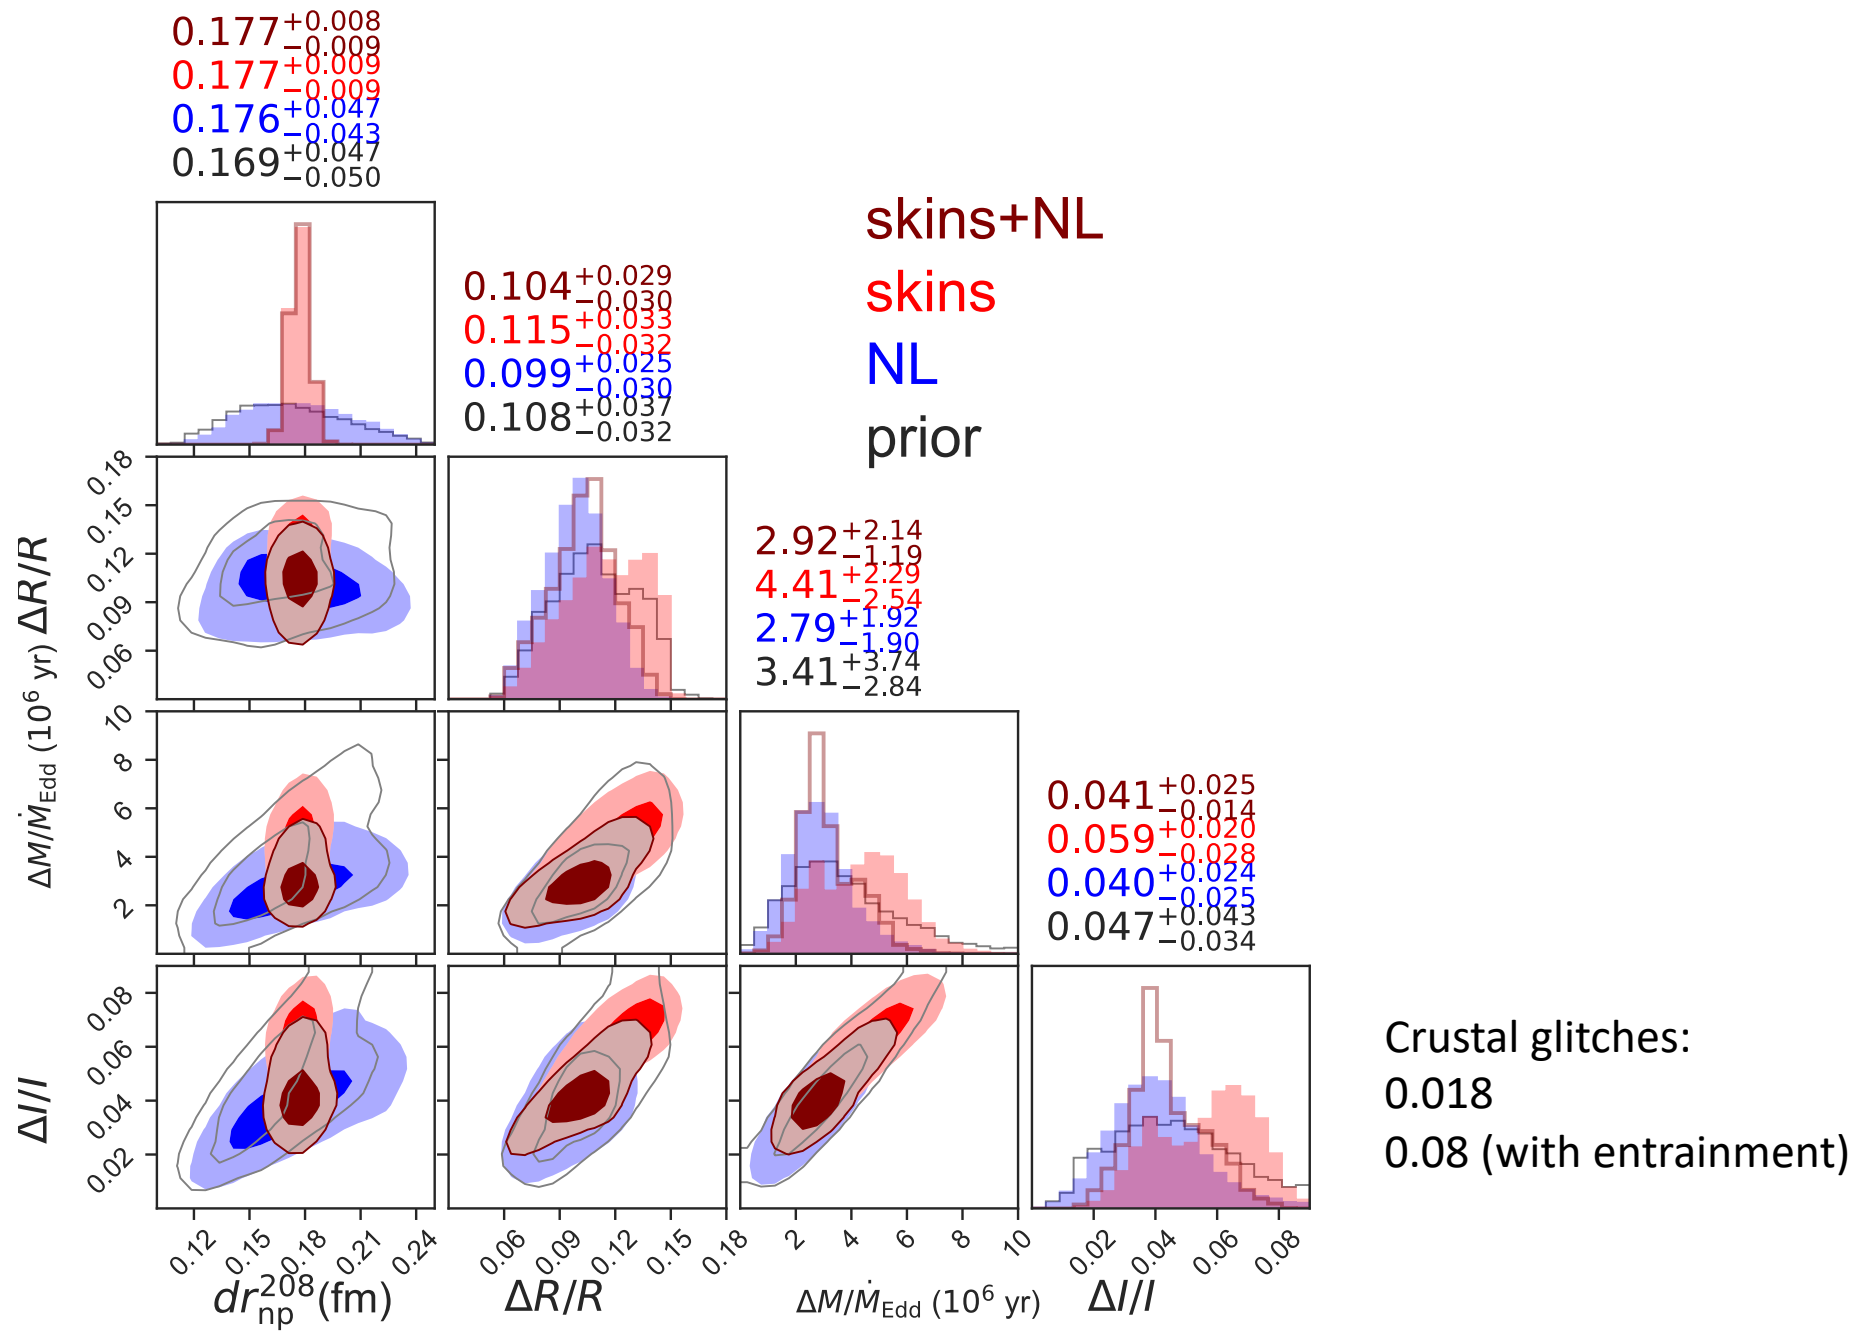 0.177 +0.008 −0.009
0.177 +0.009 −0.009
0.176 +0.047 −0.043
0.169 +0.047 −0.050
skins+NL
skins
NL
prior
0.104 +0.029 −0.030
0.115 +0.033 −0.032
0.099 +0.025 −0.030
0.108 +0.037 −0.032
0.18
0.15
0.12
0.09
0.06
ΔR/R
2.92 +2.14 −1.19
4.41 +2.29 −2.54
2.79 +1.92 −1.90
3.41 +3.74 −2.84
10
8
6
4
2
ΔM/Ṁ_Edd (10⁶ yr)
0.041 +0.025 −0.014
0.059 +0.020 −0.028
0.040 +0.024 −0.025
0.047 +0.043 −0.034
0.08
0.06
0.04
0.02
ΔI/I
Crustal glitches:
0.018
0.08 (with entrainment)
0.12 0.15 0.18 0.21 0.24
0.06 0.09 0.12 0.15 0.18
2 4 6 8 10
0.02 0.04 0.06 0.08
dr_np^208(fm)
ΔR/R
ΔM/Ṁ_Edd (10⁶ yr)
ΔI/I